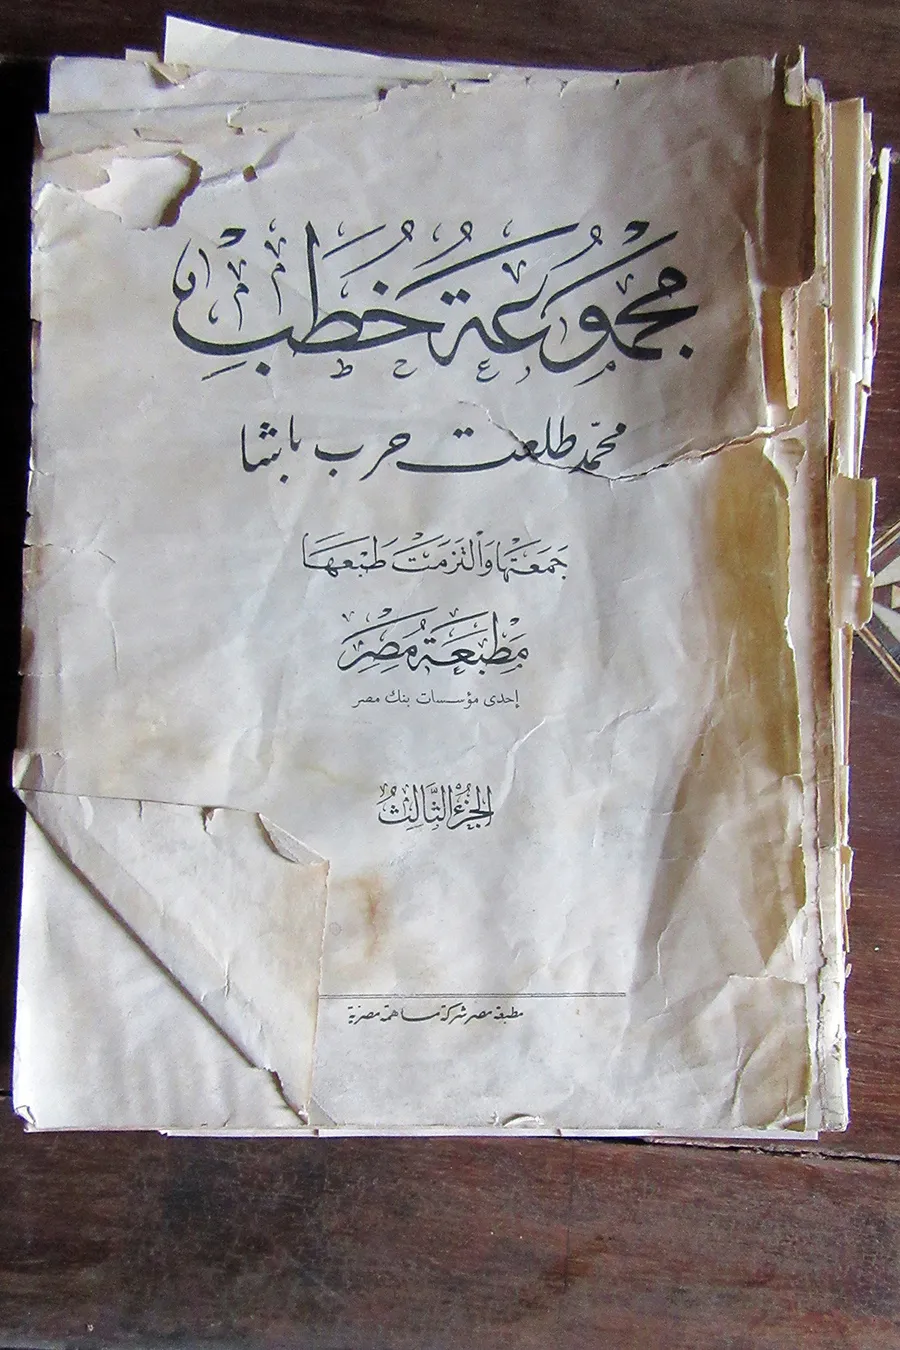 مجموعة خطب
محمد طلعت حرب باشا
جمعتها والتزمت طبعها
مطبعة مصر
إحدى مؤسسات بنك مصر
الجزء الثالث
مطبعة مصر شركة مساهمة مصرية